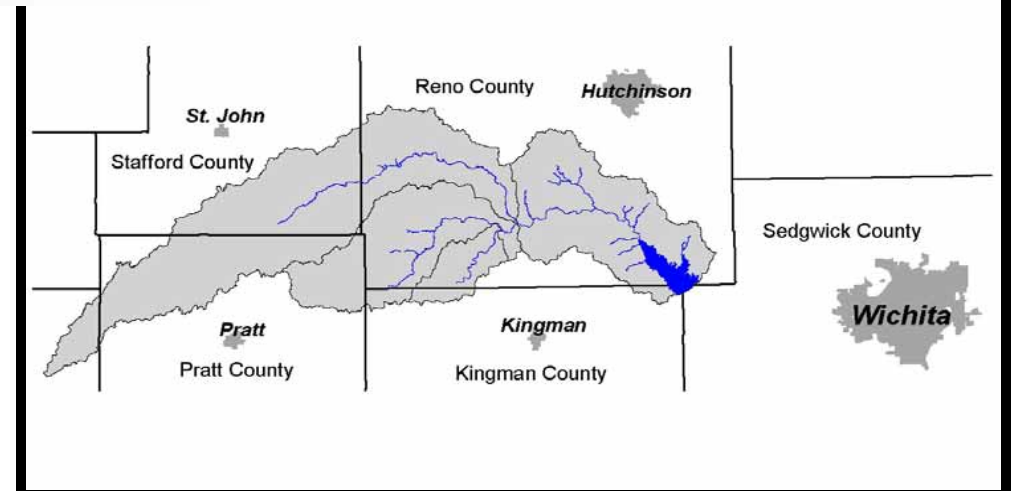 Reno County
Hutchinson
St. John
Stafford County
Sedgwick County
Wichita
Pratt
Kingman
Pratt County
Kingman County